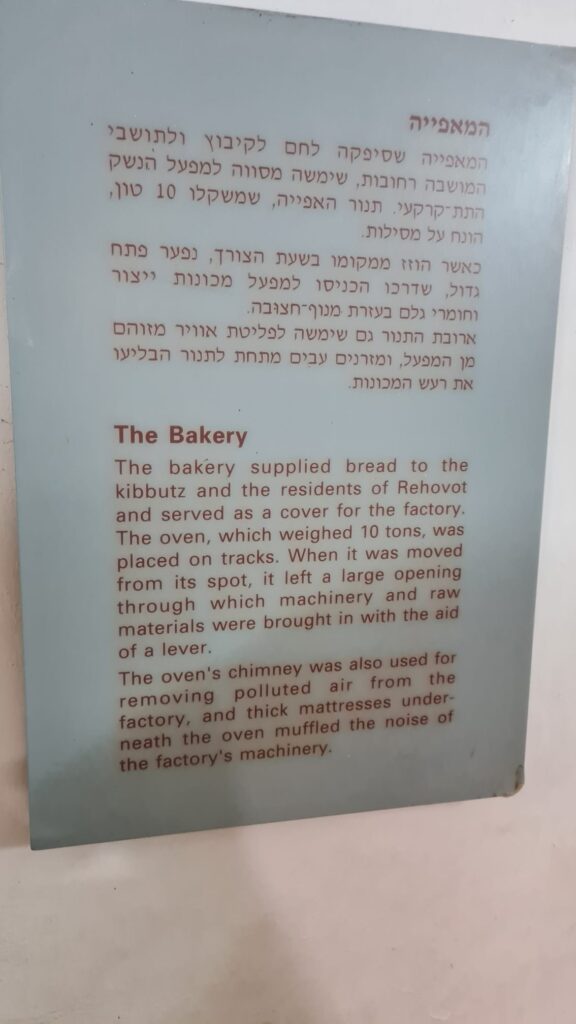 המאפייה
המאפייה שסיפקה לחם לקיבוץ ולתושבי
המושבה רחובות, שימשה מסווה למפעל הנשק
התת־קרקעי. תנור האפייה, שמשקלו 10 טון,
הונח על מסילות.
כאשר הוזז ממקומו בשעת הצורך, נפער פתח
גדול, שדרכו הכניסו למפעל מכונות ייצור
וחומרי גלם בעזרת מנוף־חצובה.
ארובת התנור גם שימשה לפליטת אוויר מזוהם
מן המפעל, ומזרנים עבים מתחת לתנור הבליעו
את רעש המכונות.
The Bakery
The bakery supplied bread to the
kibbutz and the residents of Rehovot
and served as a cover for the factory.
The oven, which weighed 10 tons, was
placed on tracks. When it was moved
from its spot, it left a large opening
through which machinery and raw
materials were brought in with the aid
of a lever.
The oven's chimney was also used for
removing polluted air from the
factory, and thick mattresses under-
neath the oven muffled the noise of
the factory's machinery.